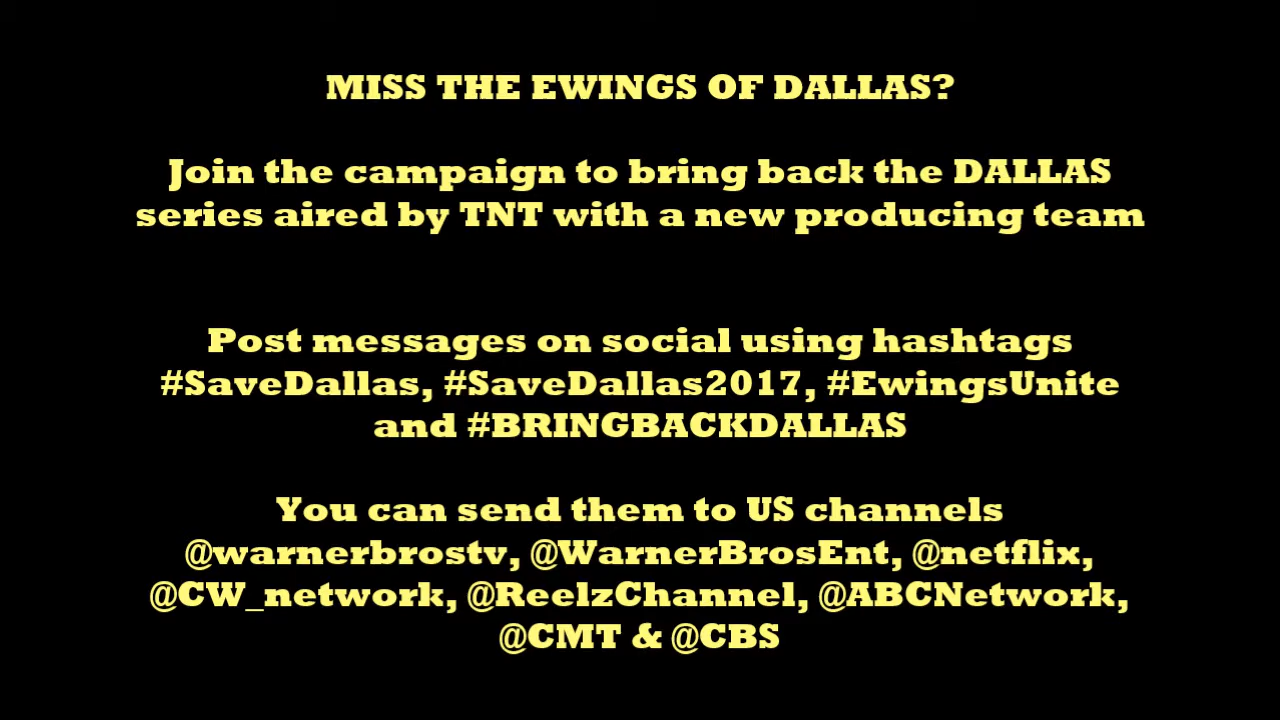 MISS THE EWINGS OF DALLAS?
Join the campaign to bring back the DALLAS
series aired by TNT with a new producing team
Post messages on social using hashtags
#SaveDallas, #SaveDallas2017, #EwingsUnite
and #BRINGBACKDALLAS
You can send them to US channels
@warnerbrostv, @WarnerBrosEnt, @netflix,
@CW_network, @ReelzChannel, @ABCNetwork,
@CMT & @CBS